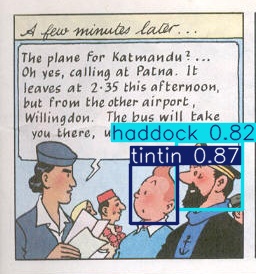 A few minutes later...
The plane for Katmandu?...
Oh yes, calling at Patna. It
leaves at 2·35 this afternoon,
but from the other airport,
Willingdon. The bus will take
you there, u
haddock 0.82
tintin 0.87